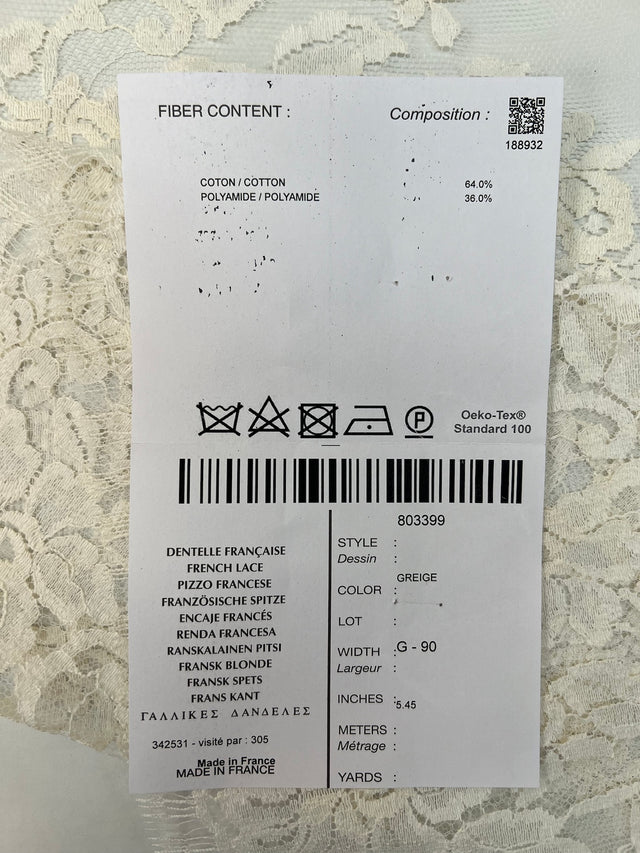 FIBER CONTENT :
Composition :
188932
COTON / COTTON 64.0%
POLYAMIDE / POLYAMIDE 36.0%
P
Oeko-Tex®
Standard 100
803399
DENTELLE FRANÇAISE
FRENCH LACE
PIZZO FRANCESE
FRANZÖSISCHE SPITZE
ENCAJE FRANCÉS
RENDA FRANCESA
RANSKALAINEN PITSI
FRANSK BLONDE
FRANSK SPETS
FRANS KANT
ΓΑΛΛΙΚΕΣ ΔΑΝΔΕΛΕΣ
342531 - visité par : 305
Made in France
MADE IN FRANCE
STYLE :
Dessin :
GREIGE
COLOR :
LOT :
WIDTH : G - 90
Largeur :
INCHES : 5.45
METERS :
Métrage :
YARDS :